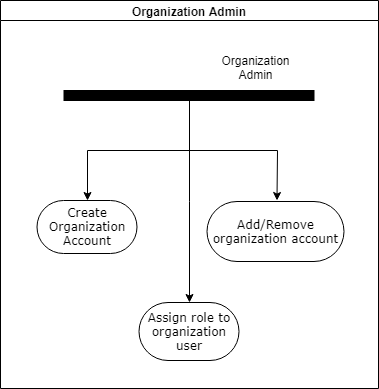 Organization Admin
Organization
Admin
Create
Organization
Account
Add/Remove
organization account
Assign role to
organization
user